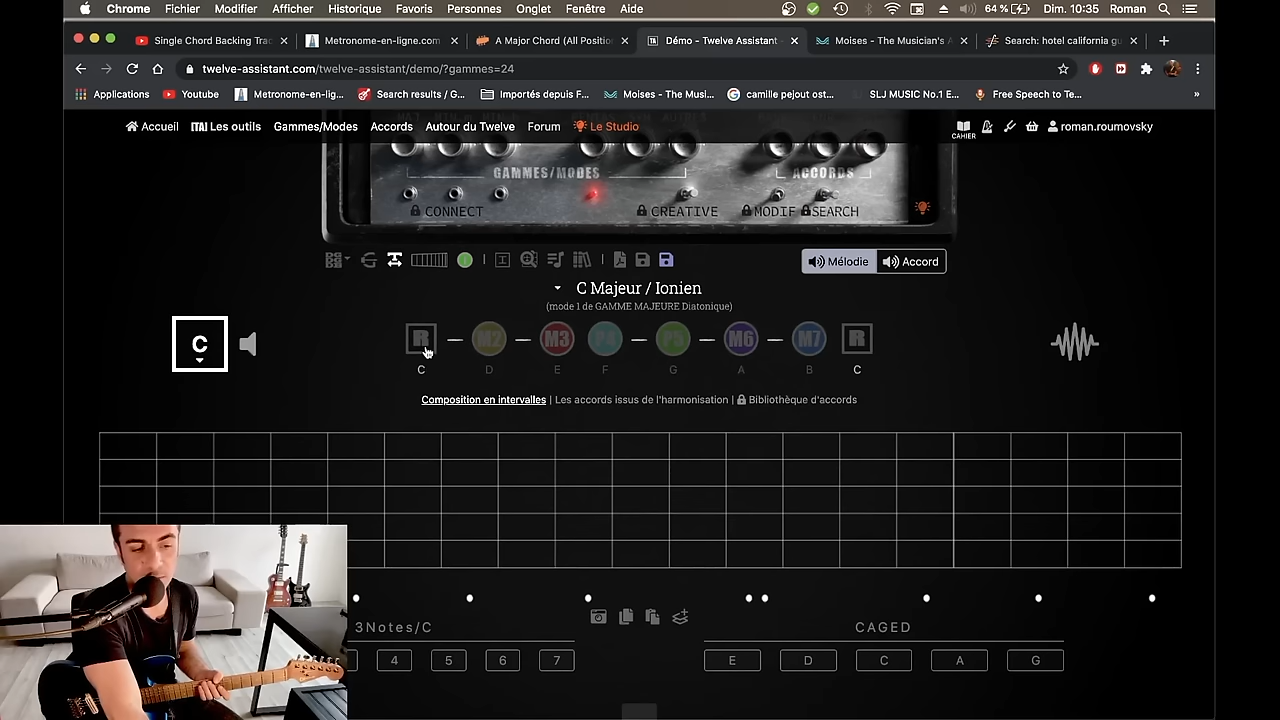 Chrome Fichier Modifier Afficher Historique Favoris Personnes Onglet Fenêtre Aide 64 % Dim. 10:35 Roman
Single Chord Backing Trac Metronome-en-ligne.com A Major Chord (All Positio Démo - Twelve Assistant Moises - The Musician's A Search: hotel california gu
twelve-assistant.com/twelve-assistant/demo/?gammes=24
Applications Youtube Metronome-en-lig... Search results / G... Importés depuis F... Moises - The Musi... camille pejout ost... SLJ MUSIC No.1 E... Free Speech to Te... »
Accueil |TA| Les outils Gammes/Modes Accords Autour du Twelve Forum Le Studio CAHIER roman.roumovsky
GAMMES/MODES ACCORDS
CONNECT CREATIVE MODIF SEARCH
Mélodie Accord
C Majeur / Ionien
(mode 1 de GAMME MAJEURE Diatonique)
C R M2 M3 P4 P5 M6 M7 R
C D E F G A B C
Composition en intervalles | Les accords issus de l'harmonisation | Bibliothèque d'accords
3Notes/C CAGED
4 5 6 7 E D C A G